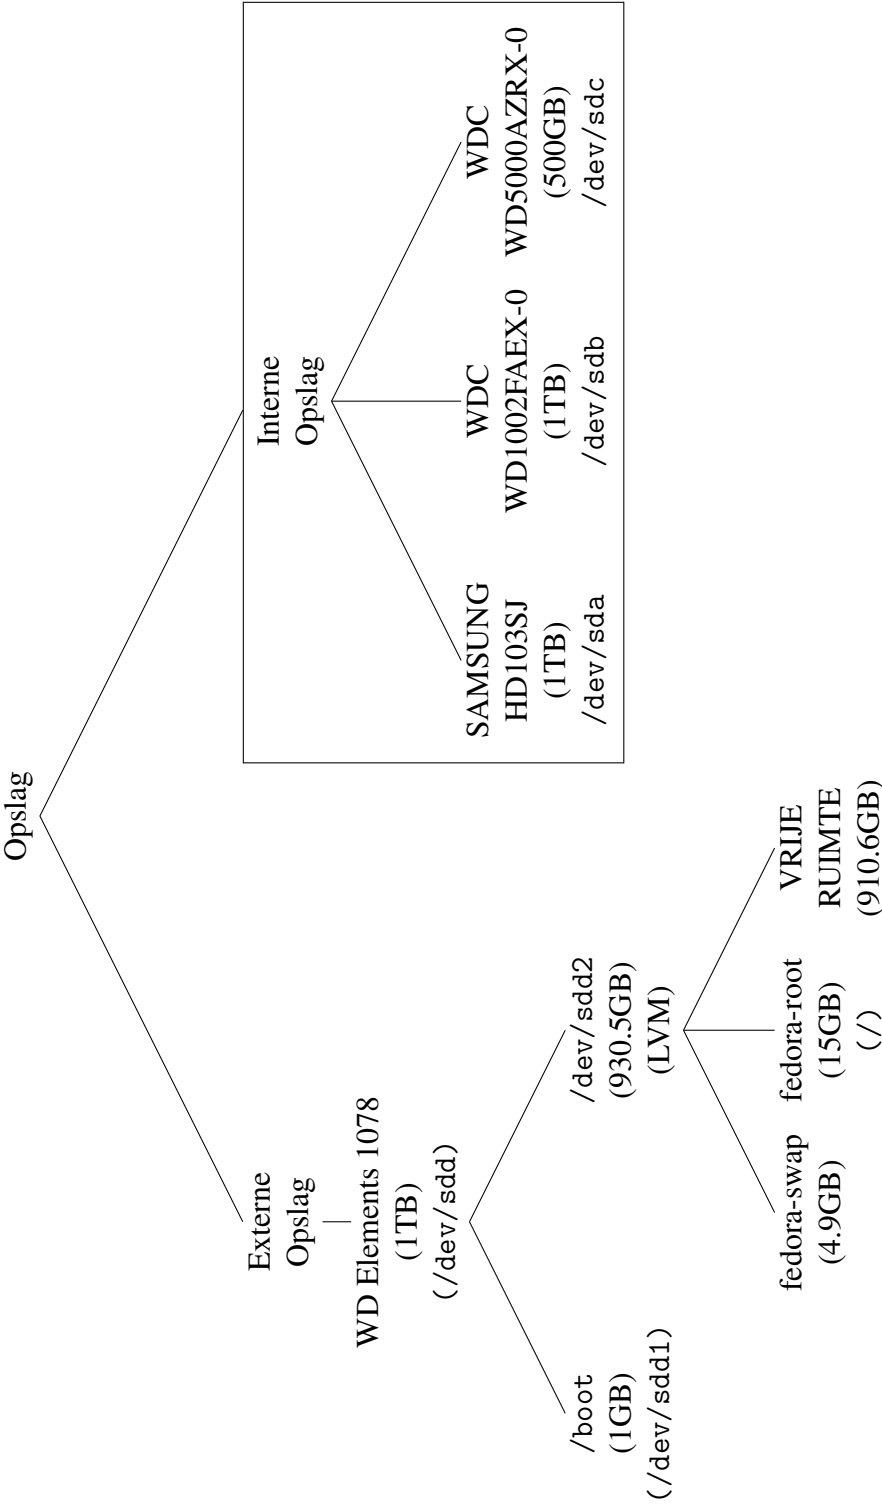 Opslag
Externe
Opslag
WD Elements 1078
(1TB)
(/dev/sdd)
/boot
(1GB)
(/dev/sdd1)
/dev/sdd2
(930.5GB)
(LVM)
fedora-swap
(4.9GB)
fedora-root
(15GB)
(/)
VRIJE
RUIMTE
(910.6GB)
Interne
Opslag
SAMSUNG
HD103SJ
(1TB)
/dev/sda
WDC
WD1002FAEX-0
(1TB)
/dev/sdb
WDC
WD5000AZRX-0
(500GB)
/dev/sdc